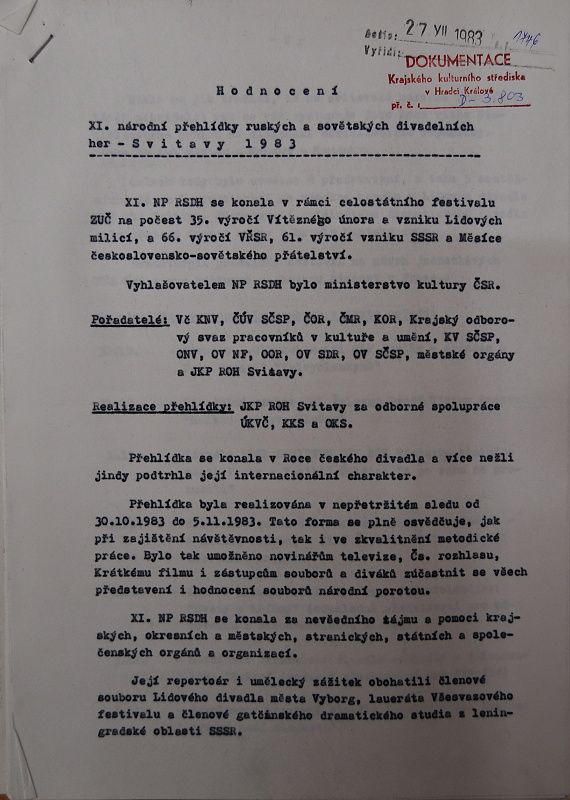 Došlo: 27 VII 1983 1746
Vyřídí:
DOKUMENTACE
Krajského kulturního střediska
v Hradci Králové
př. č. D-3.803
Hodnocení
XI. národní přehlídky ruských a sovětských divadelních
her - Svitavy 1983
XI. NP RSDH se konala v rámci celostátního festivalu
ZUČ na počest 35. výročí Vítězného února a vzniku Lidových
milicí, a 66. výročí VŘSR, 61. výročí vzniku SSSR a Měsíce
československo-sovětského přátelství.
Vyhlašovatelem NP RSDH bylo ministerstvo kultury ČSR.
Pořadatelé: Vč KNV, ČÚV SČSP, ČOR, ČMR, KOR, Krajský odboro-
vý svaz pracovníků v kultuře a umění, KV SČSP,
ONV, OV NF, OOR, OV SDR, OV SČSP, městské orgány
a JKP ROH Svitavy.
Realizace přehlídky: JKP ROH Svitavy za odborné spolupráce
ÚKVČ, KKS a OKS.
Přehlídka se konala v Roce českého divadla a více nežli
jindy podtrhla její internacionální charakter.
Přehlídka byla realizována v nepřetržitém sledu od
30.10.1983 do 5.11.1983. Tato forma se plně osvědčuje, jak
při zajištění návštěvnosti, tak i ve zkvalitnění metodické
práce. Bylo tak umožněno novinářům televize, Čs. rozhlasu,
Krátkému filmu i zástupcům souborů a diváků zúčastnit se všech
představení i hodnocení souborů národní porotou.
XI. NP RSDH se konala za nevšedního zájmu a pomoci kraj-
ských, okresních a městských, stranických, státních a spole-
čenských orgánů a organizací.
Její repertoár i umělecký zážitek obohatili členové
souboru Lidového divadla města Vyborg, laureáta Všesvazového
festivalu a členové gatčinského dramatického studia z lenin-
gradské oblasti SSSR.